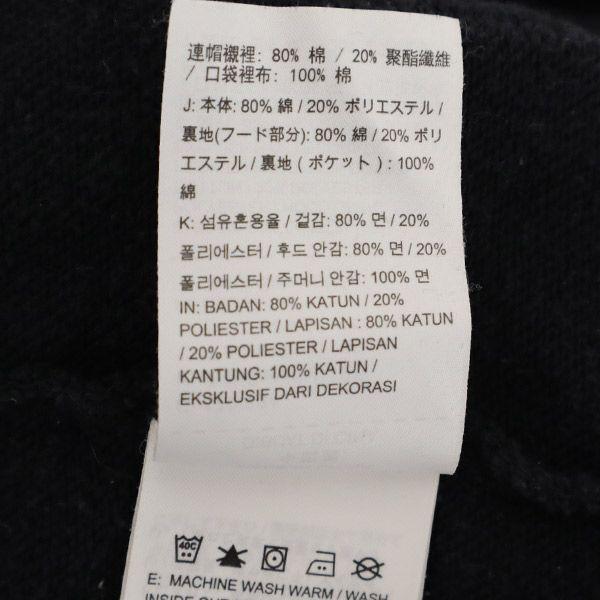 連帽襯裡: 80% 棉 / 20% 聚酯纖維
/ 口袋裡布: 100% 棉
J: 本体: 80% 綿 / 20% ポリエステル /
裏地(フード部分): 80% 綿 / 20% ポリ
エステル / 裏地 ( ポケット ) : 100%
綿
K: 섬유혼용율 / 겉감: 80% 면 / 20%
폴리에스터 / 후드 안감: 80% 면 / 20%
폴리에스터 / 주머니 안감: 100% 면
IN: BADAN: 80% KATUN / 20%
POLIESTER / LAPISAN : 80% KATUN
/ 20% POLIESTER / LAPISAN
KANTUNG: 100% KATUN /
EKSKLUSIF DARI DEKORASI
40C
E: MACHINE WASH WARM / WASH